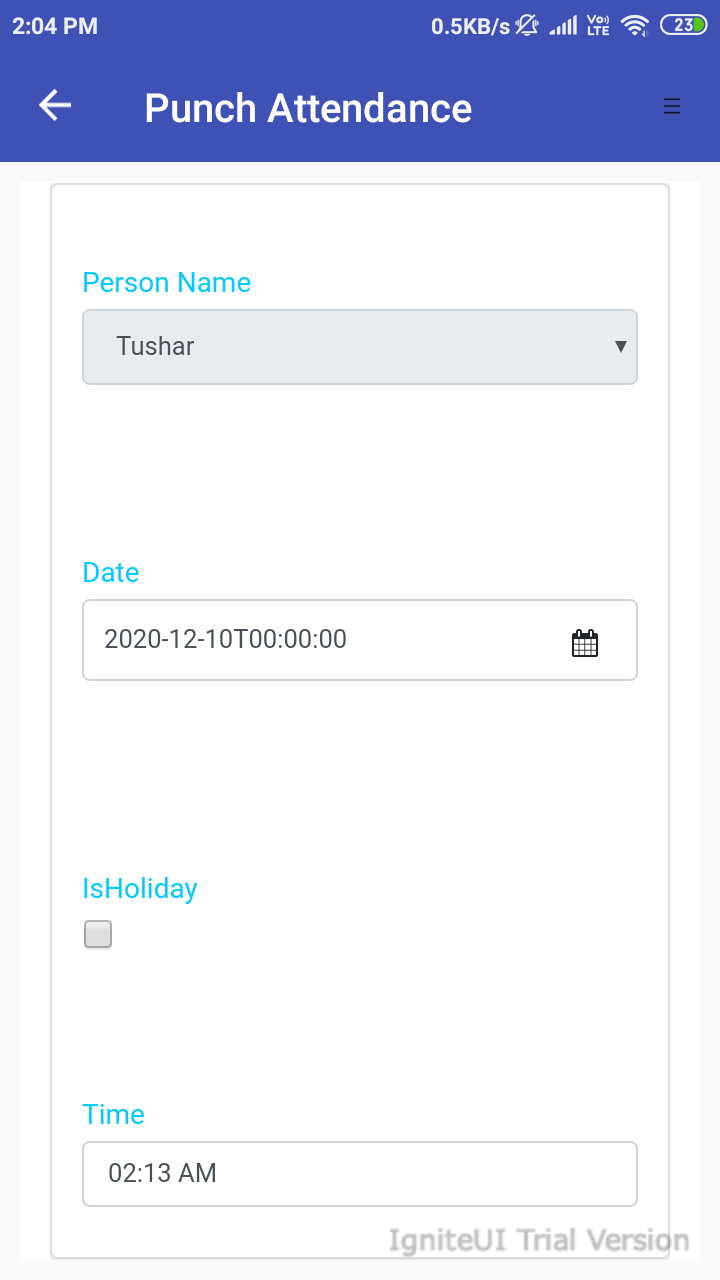 2:04 PM 0.5KB/s Vo LTE 23
Punch Attendance
Person Name
Tushar
Date
2020-12-10T00:00:00
IsHoliday
Time
02:13 AM
IgniteUI Trial Version